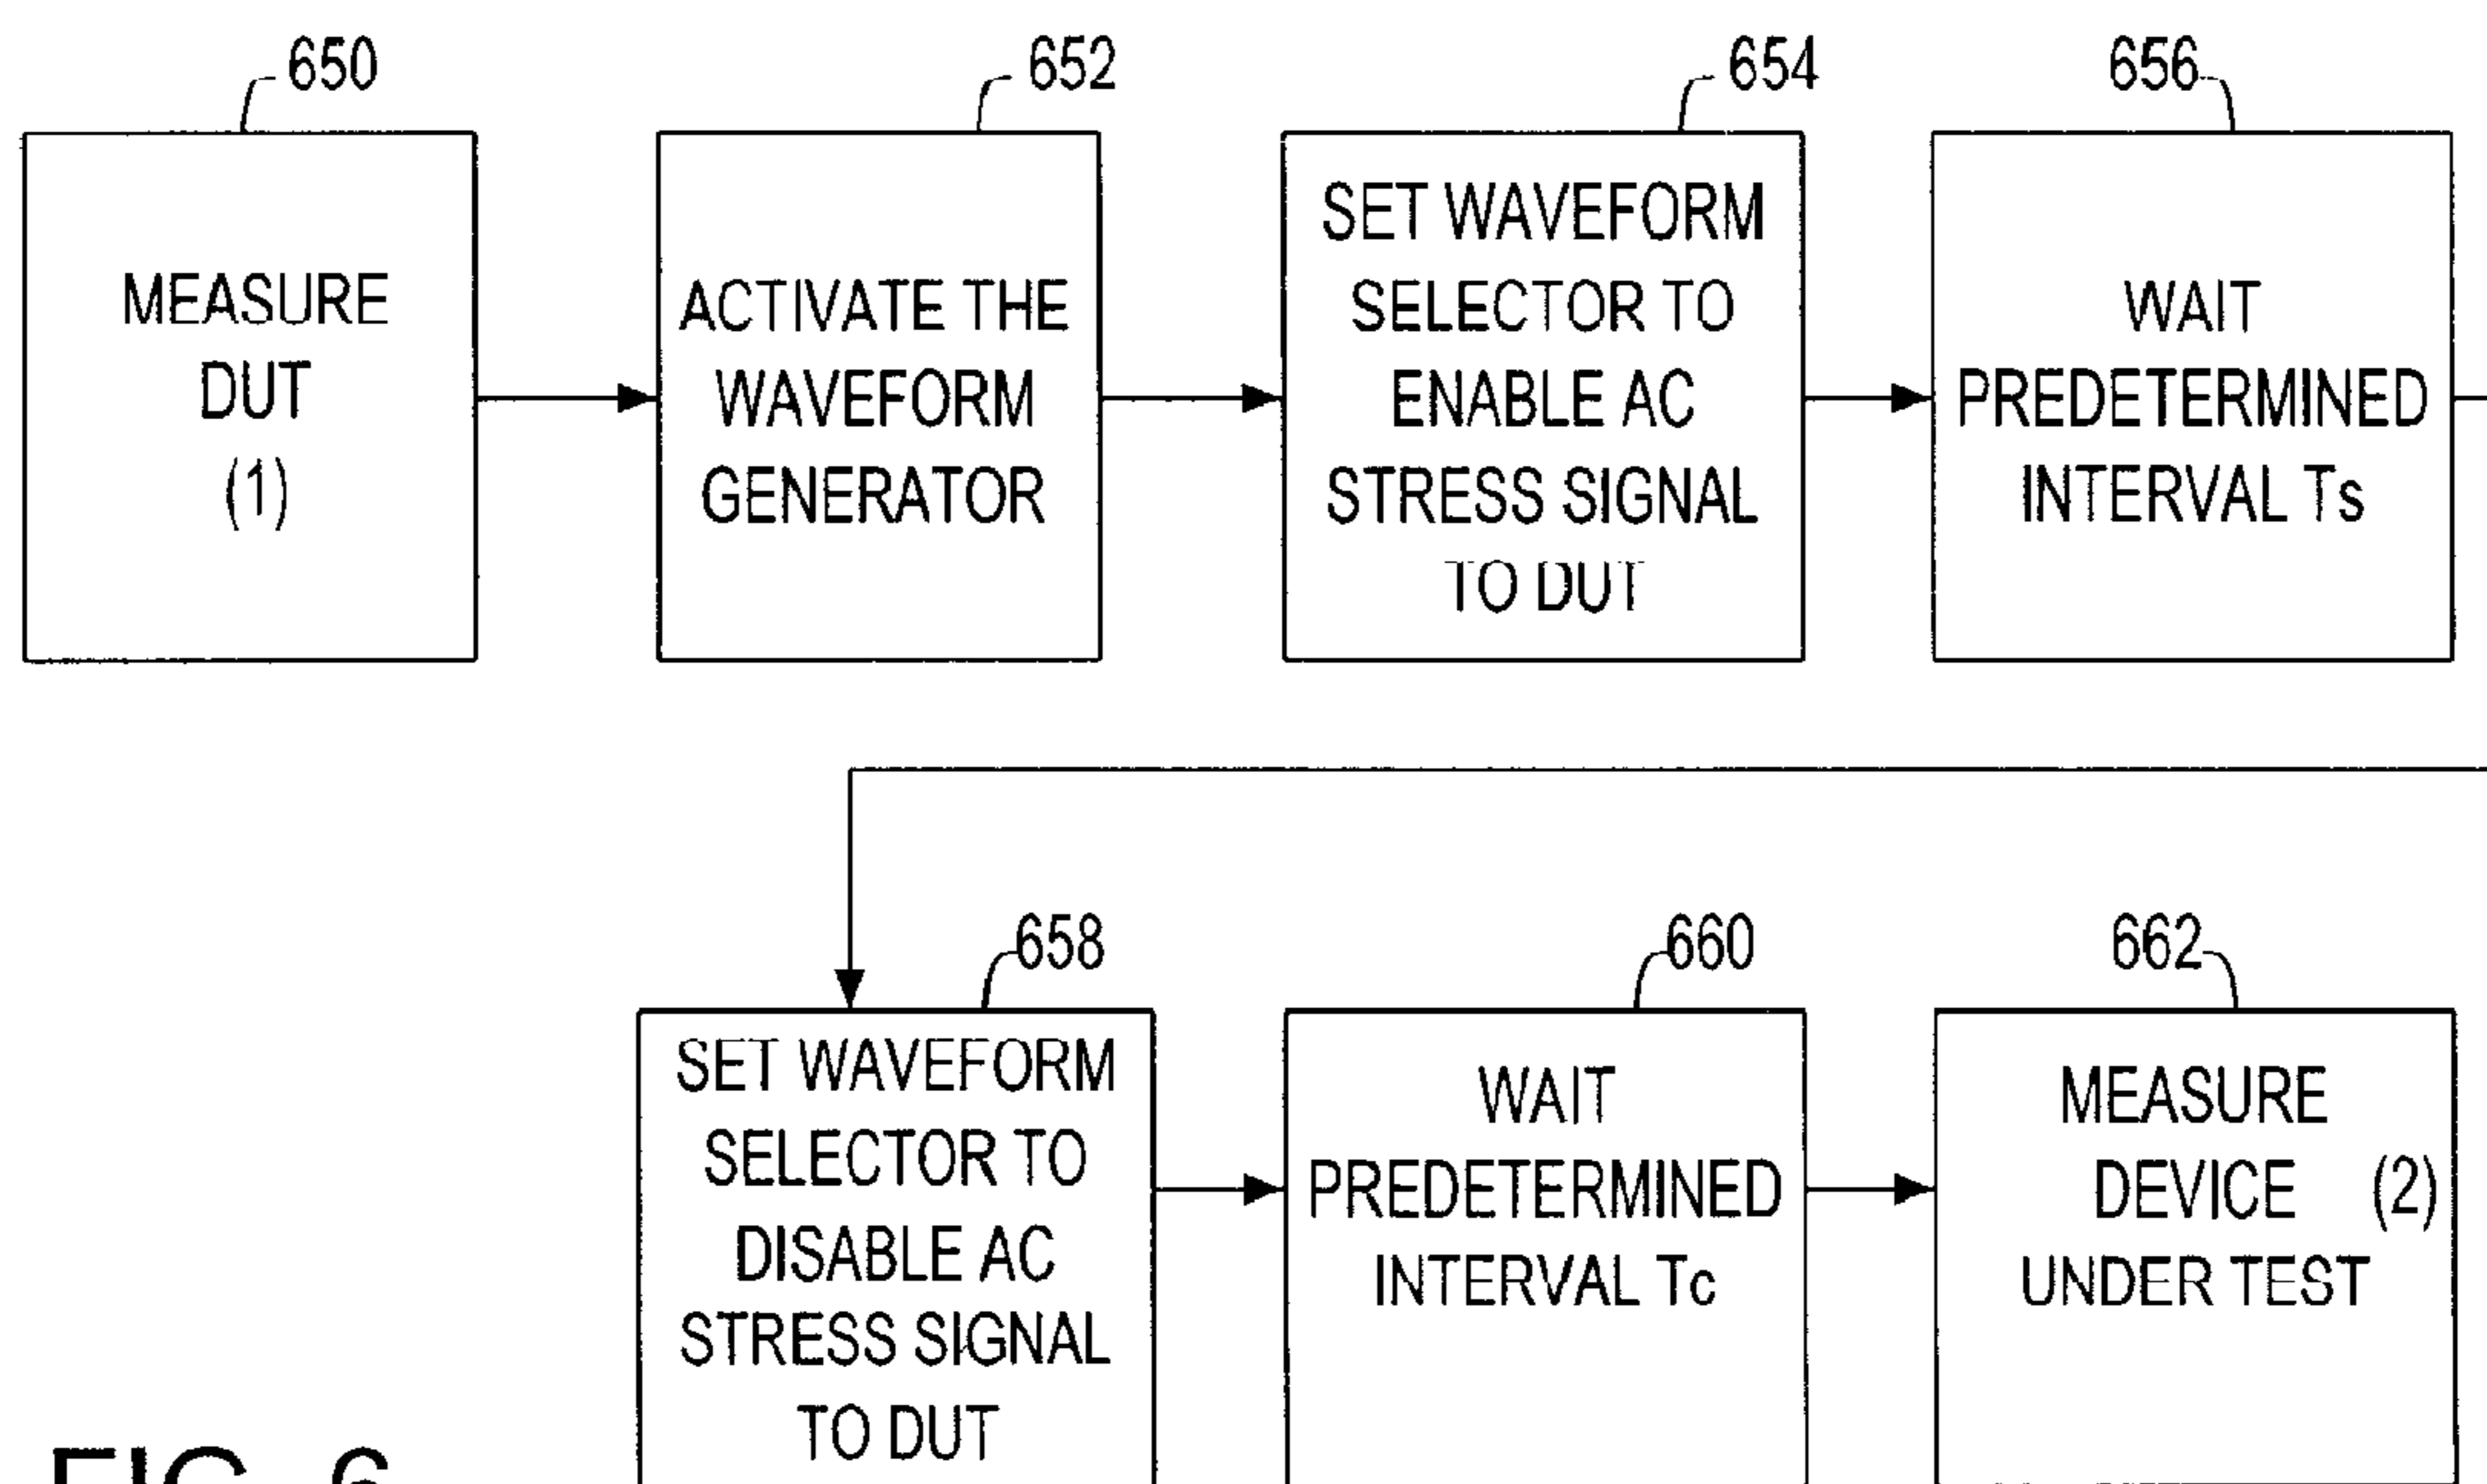 650
MEASURE
DUT
(1)
652
ACTIVATE THE
WAVEFORM
GENERATOR
654
SET WAVEFORM
SELECTOR TO
ENABLE AC
STRESS SIGNAL
TO DUT
656
WAIT
PREDETERMINED
INTERVAL Ts
658
SET WAVEFORM
SELECTOR TO
DISABLE AC
STRESS SIGNAL
TO DUT
660
WAIT
PREDETERMINED
INTERVAL Tc
662
MEASURE
DEVICE (2)
UNDER TEST
FIG. 6